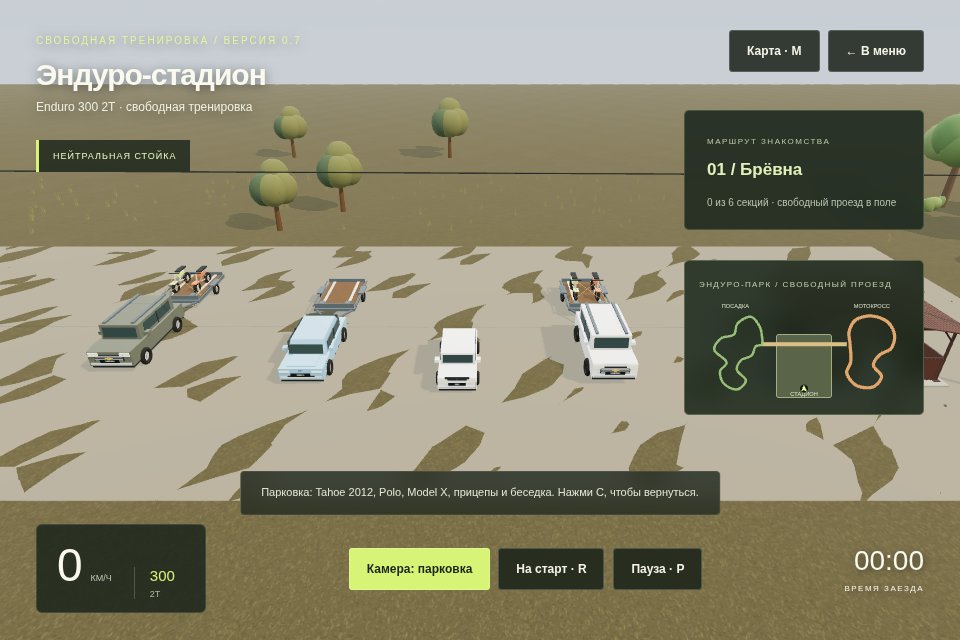 СВОБОДНАЯ ТРЕНИРОВКА / ВЕРСИЯ 0.7
Эндуро-стадион
Enduro 300 2T · свободная тренировка
НЕЙТРАЛЬНАЯ СТОЙКА
Карта · M
← В меню
МАРШРУТ ЗНАКОМСТВА
01 / Брёвна
0 из 6 секций · свободный проезд в поле
ЭНДУРО-ПАРК / СВОБОДНЫЙ ПРОЕЗД
ПОСАДКА
МОТОКРОСС
СТАДИОН
Парковка: Tahoe 2012, Polo, Model X, прицепы и беседка. Нажми C, чтобы вернуться.
0 КМ/Ч
300
2T
Камера: парковка
На старт · R
Пауза · P
00:00
ВРЕМЯ ЗАЕЗДА